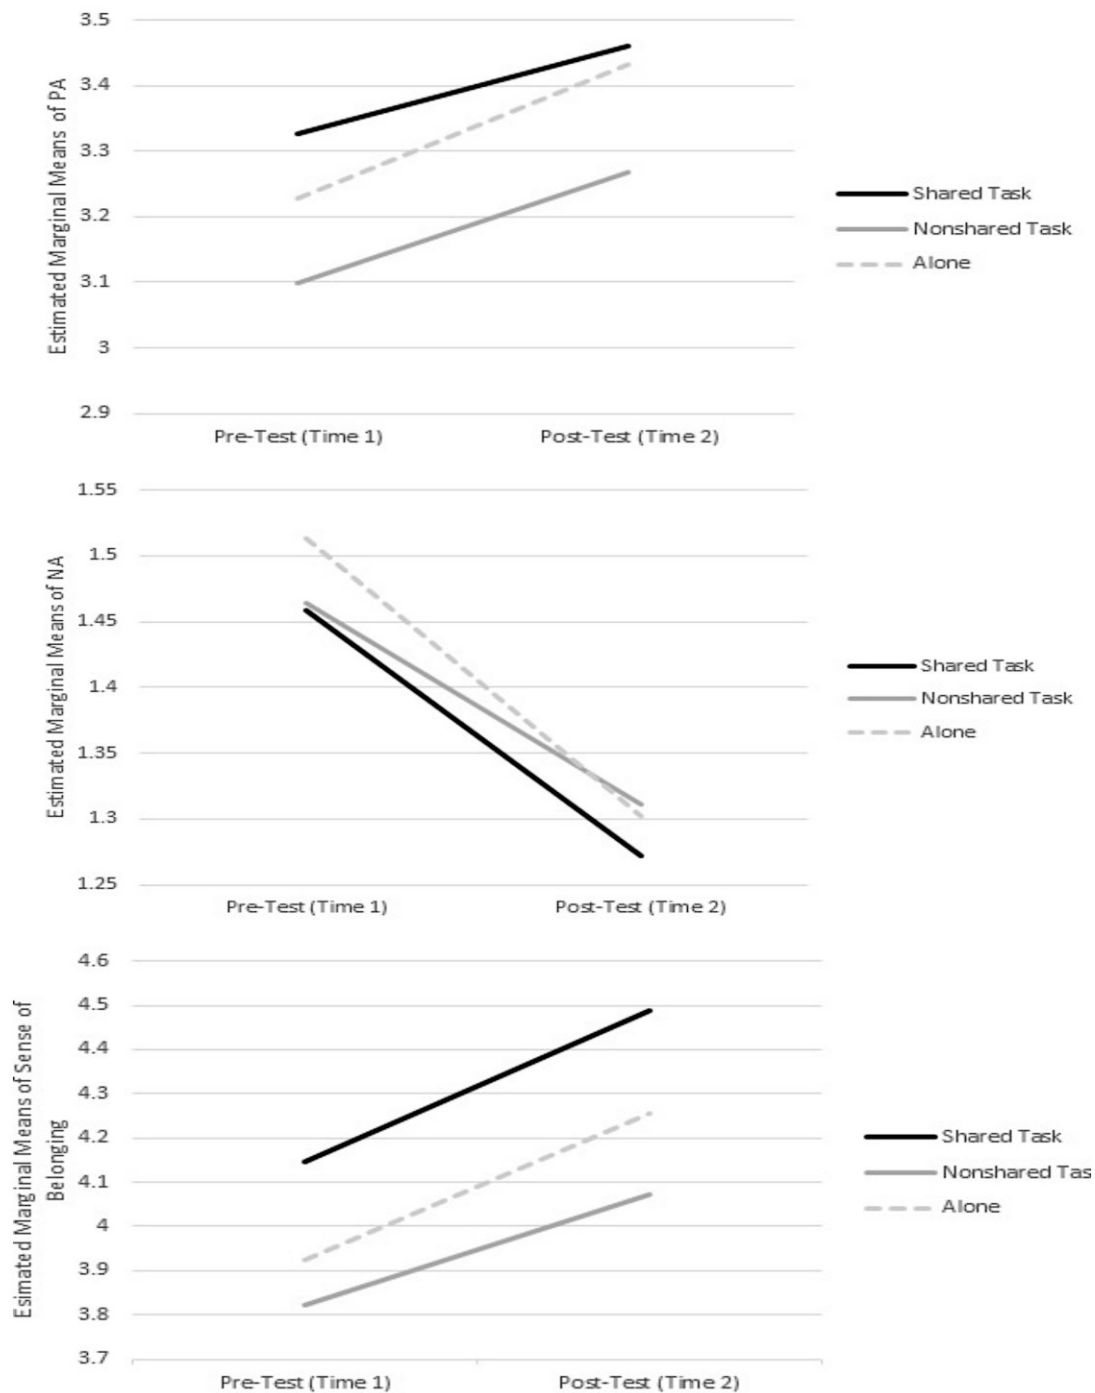 Estimated Marginal Means of PA
3.5
3.4
3.3
3.2
3.1
3
2.9
Pre-Test (Time 1)
Post-Test (Time 2)
Shared Task
Nonshared Task
Alone
Estimated Marginal Means of NA
1.55
1.5
1.45
1.4
1.35
1.3
1.25
Pre-Test (Time 1)
Post-Test (Time 2)
Shared Task
Nonshared Task
Alone
Esimated Marginal Means of Sense of
Belonging
4.6
4.5
4.4
4.3
4.2
4.1
4
3.9
3.8
3.7
Pre-Test (Time 1)
Post-Test (Time 2)
Shared Task
Nonshared Tas
Alone